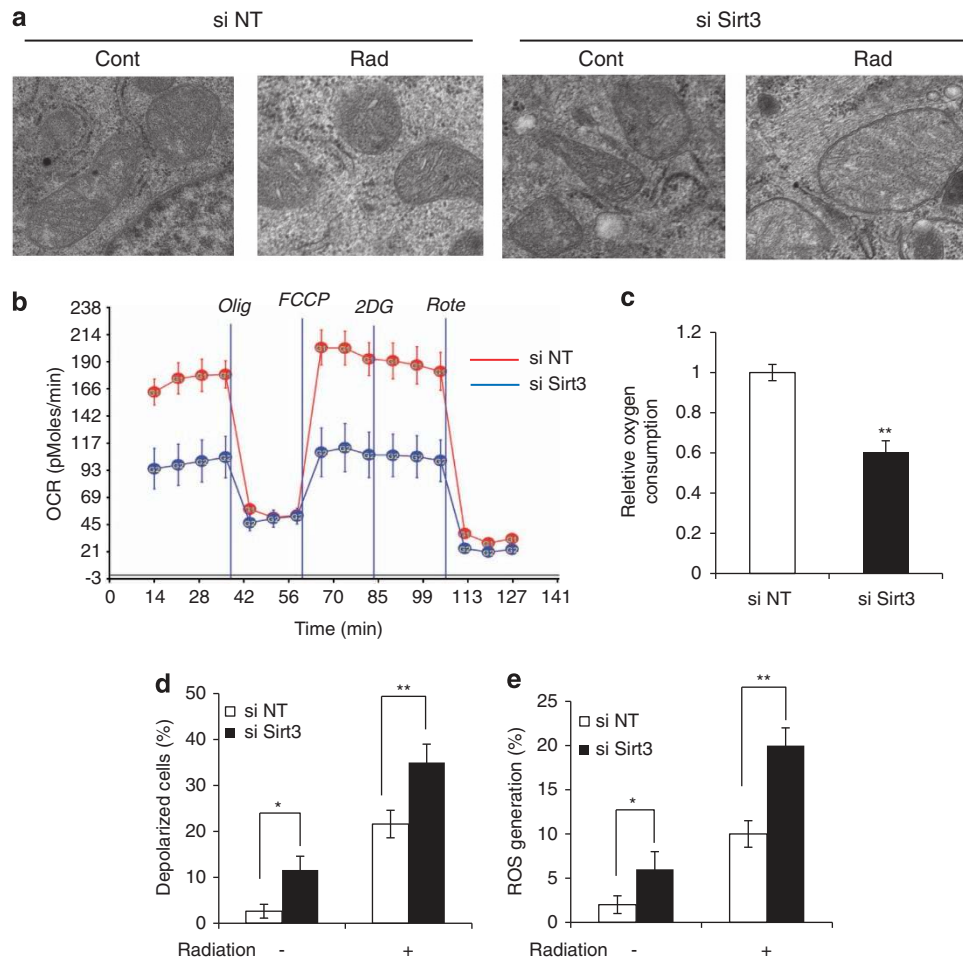 a
si NT
si Sirt3
Cont
Rad
Cont
Rad
b
238
214
190
166
142
117
93
69
45
21
-3
OCR (pMoles/min)
Olig
FCCP
2DG
Rote
si NT
si Sirt3
0 14 28 42 56 70 85 99 113 127 141
Time (min)
c
1.2
1
0.8
0.6
0.4
0.2
0
Relative oxygen
consumption
**
si NT
si Sirt3
d
50
40
30
20
10
0
Depolarized cells (%)
si NT
si Sirt3
*
**
Radiation - +
e
25
20
15
10
5
0
ROS generation (%)
si NT
si Sirt3
*
**
Radiation - +